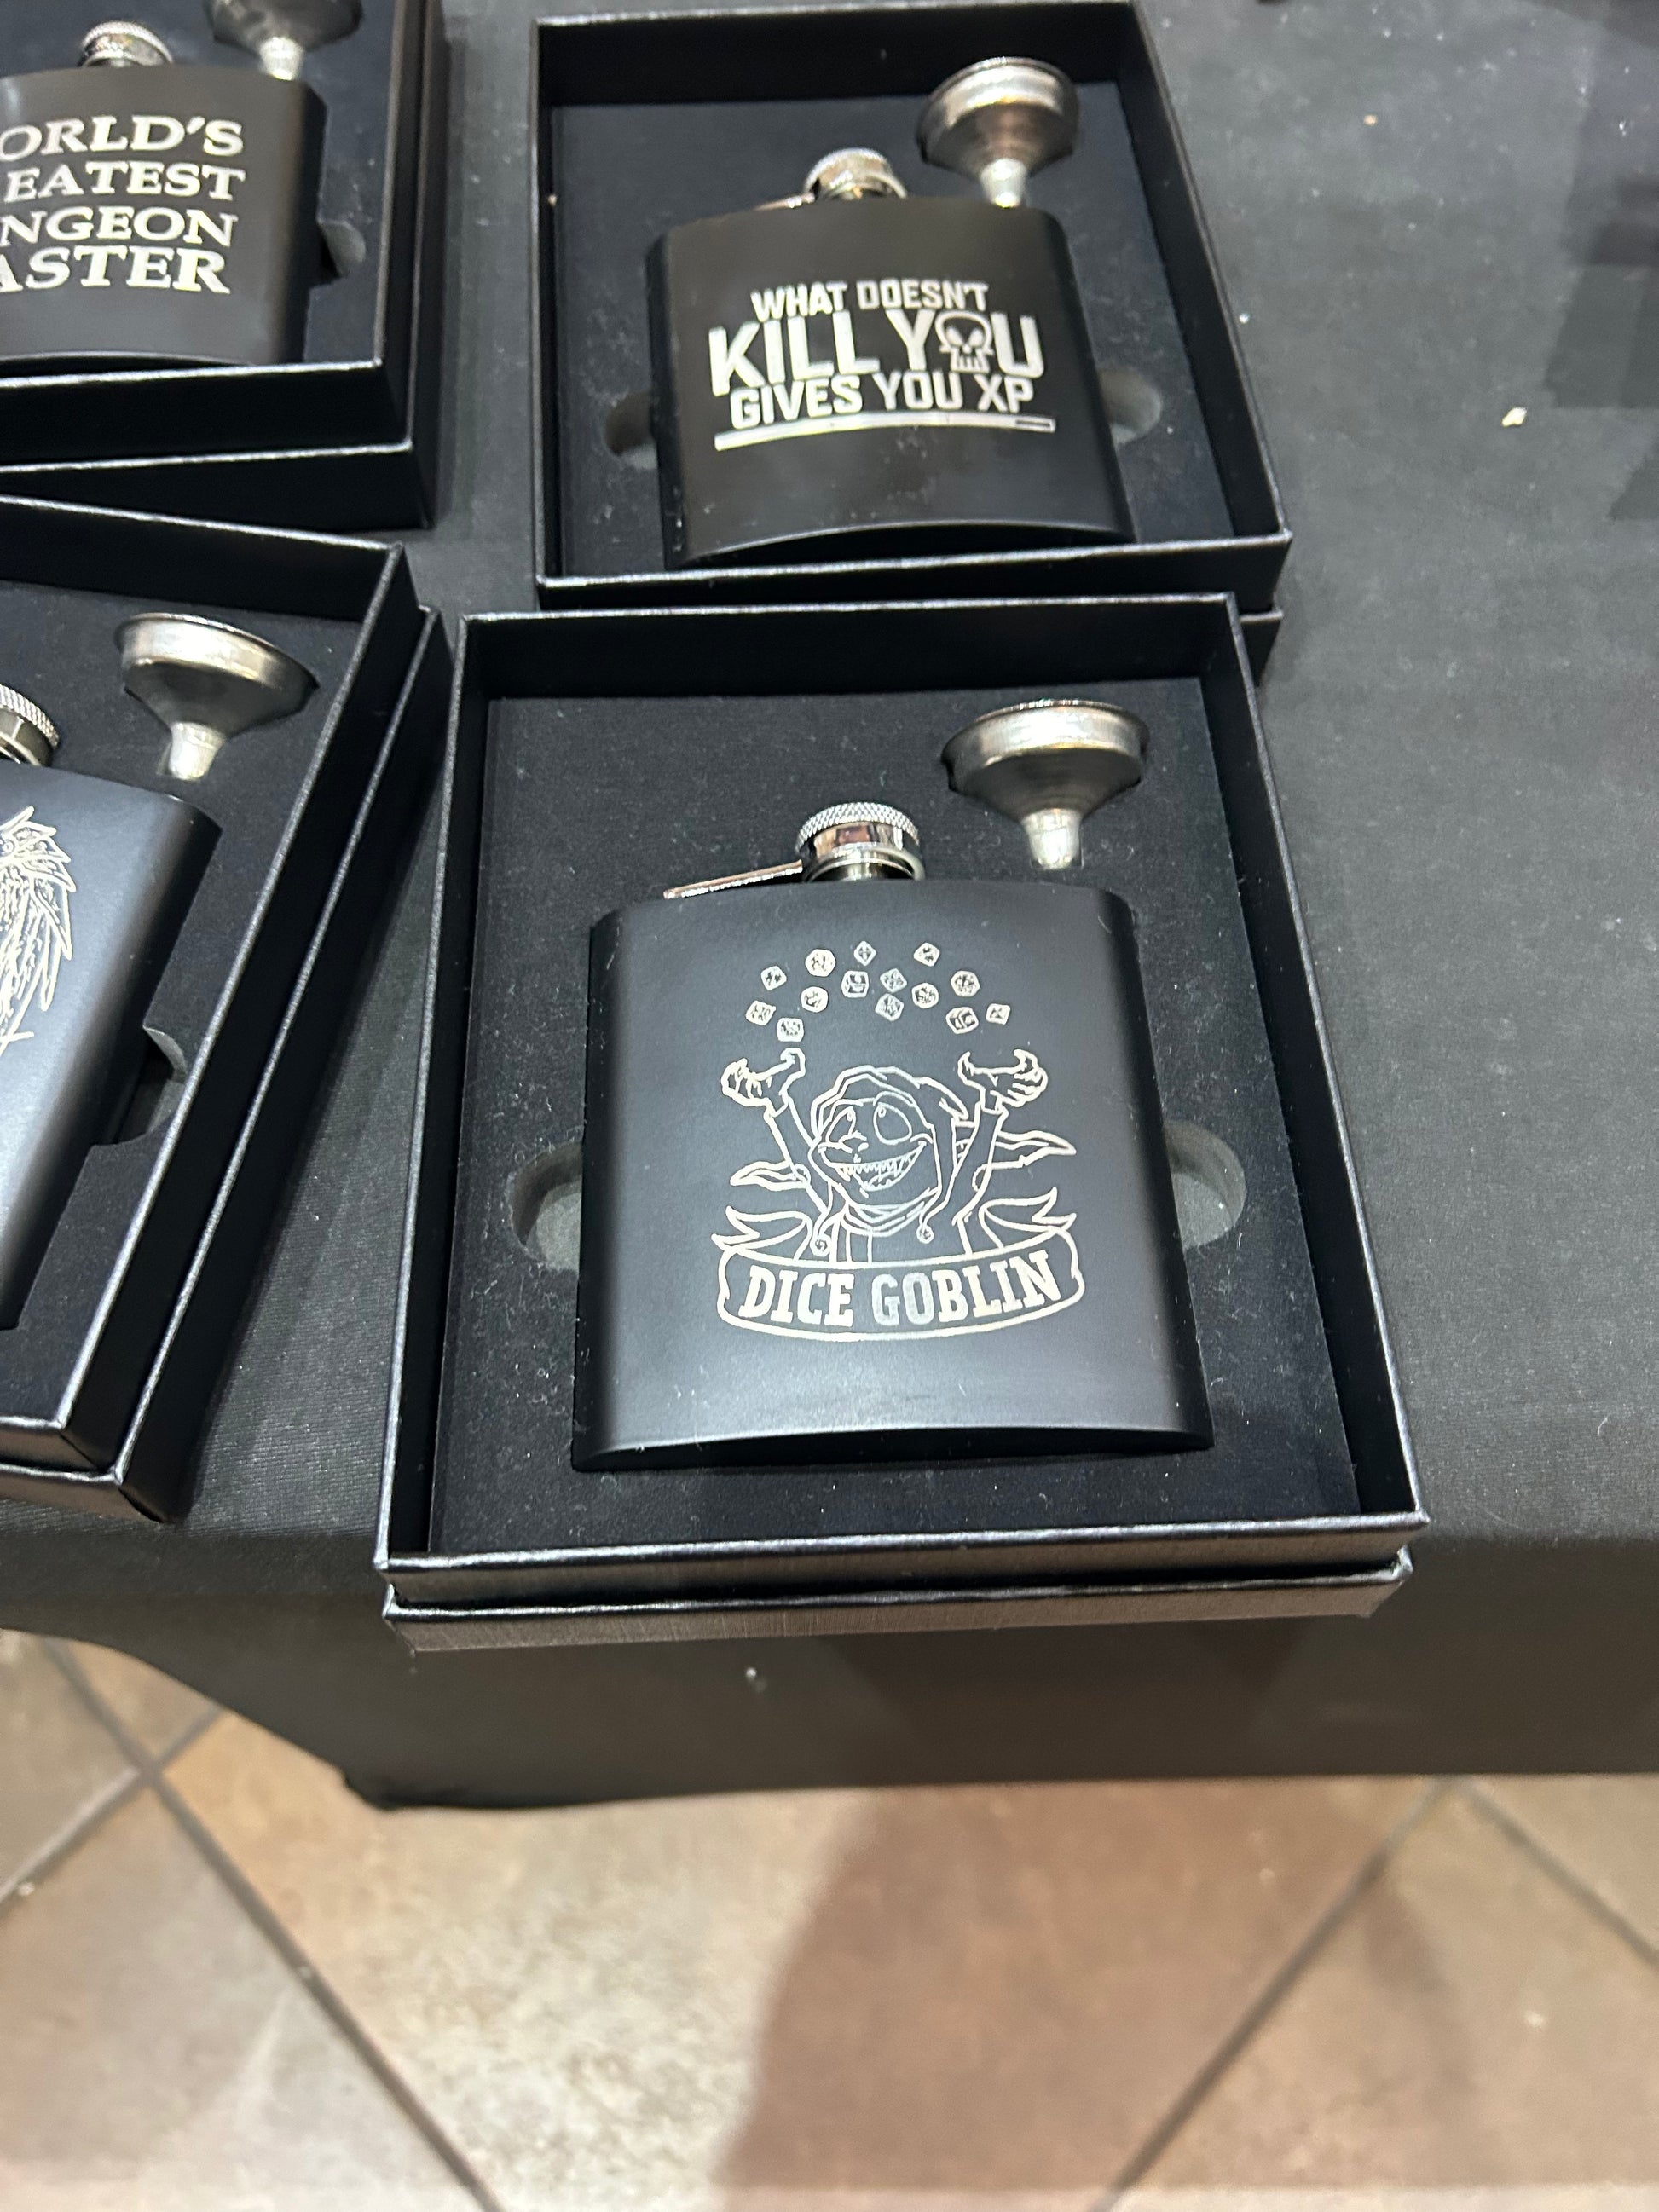 ORLD'S
EATEST
NGEON
ASTER
WHAT DOESN'T
KILL YOU
GIVES YOU XP
DICE GOBLIN